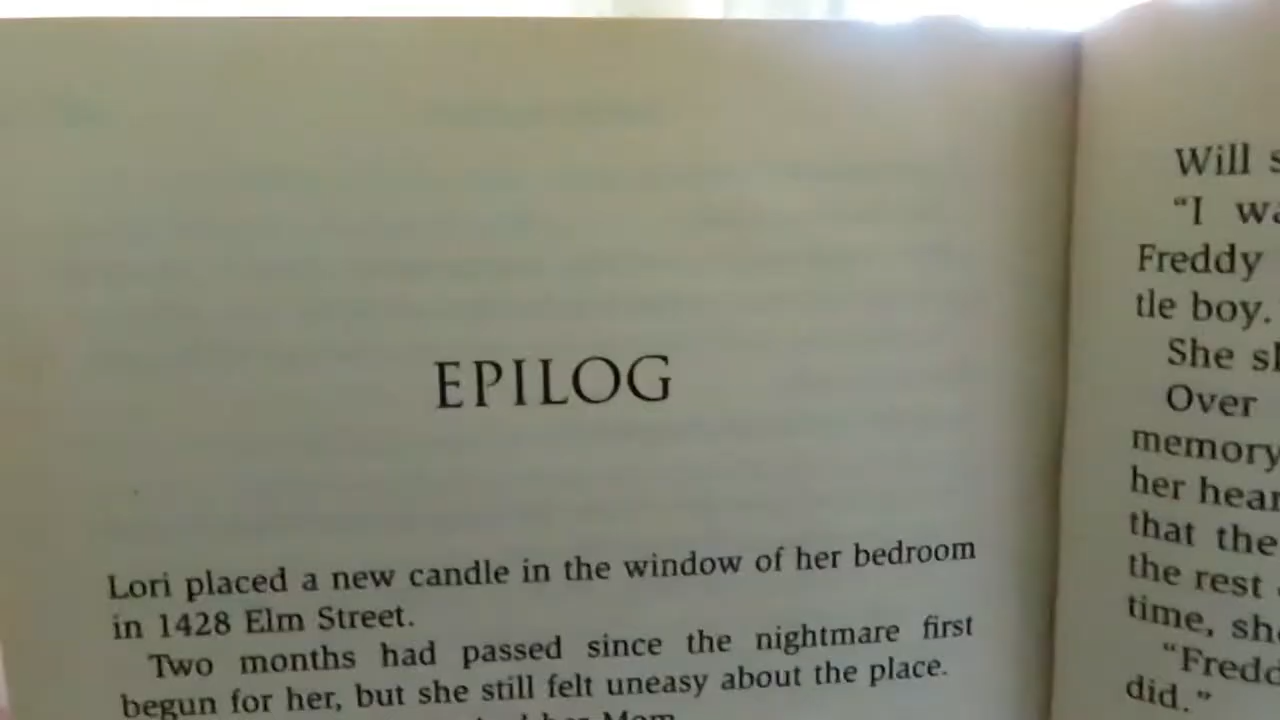 EPILOG
Lori placed a new candle in the window of her bedroom
in 1428 Elm Street.
Two months had passed since the nightmare first
begun for her, but she still felt uneasy about the place.
her Mom
Will
"I
Freddy
tle boy.
She
Over
memory
her
that the
the rest
time,
did."